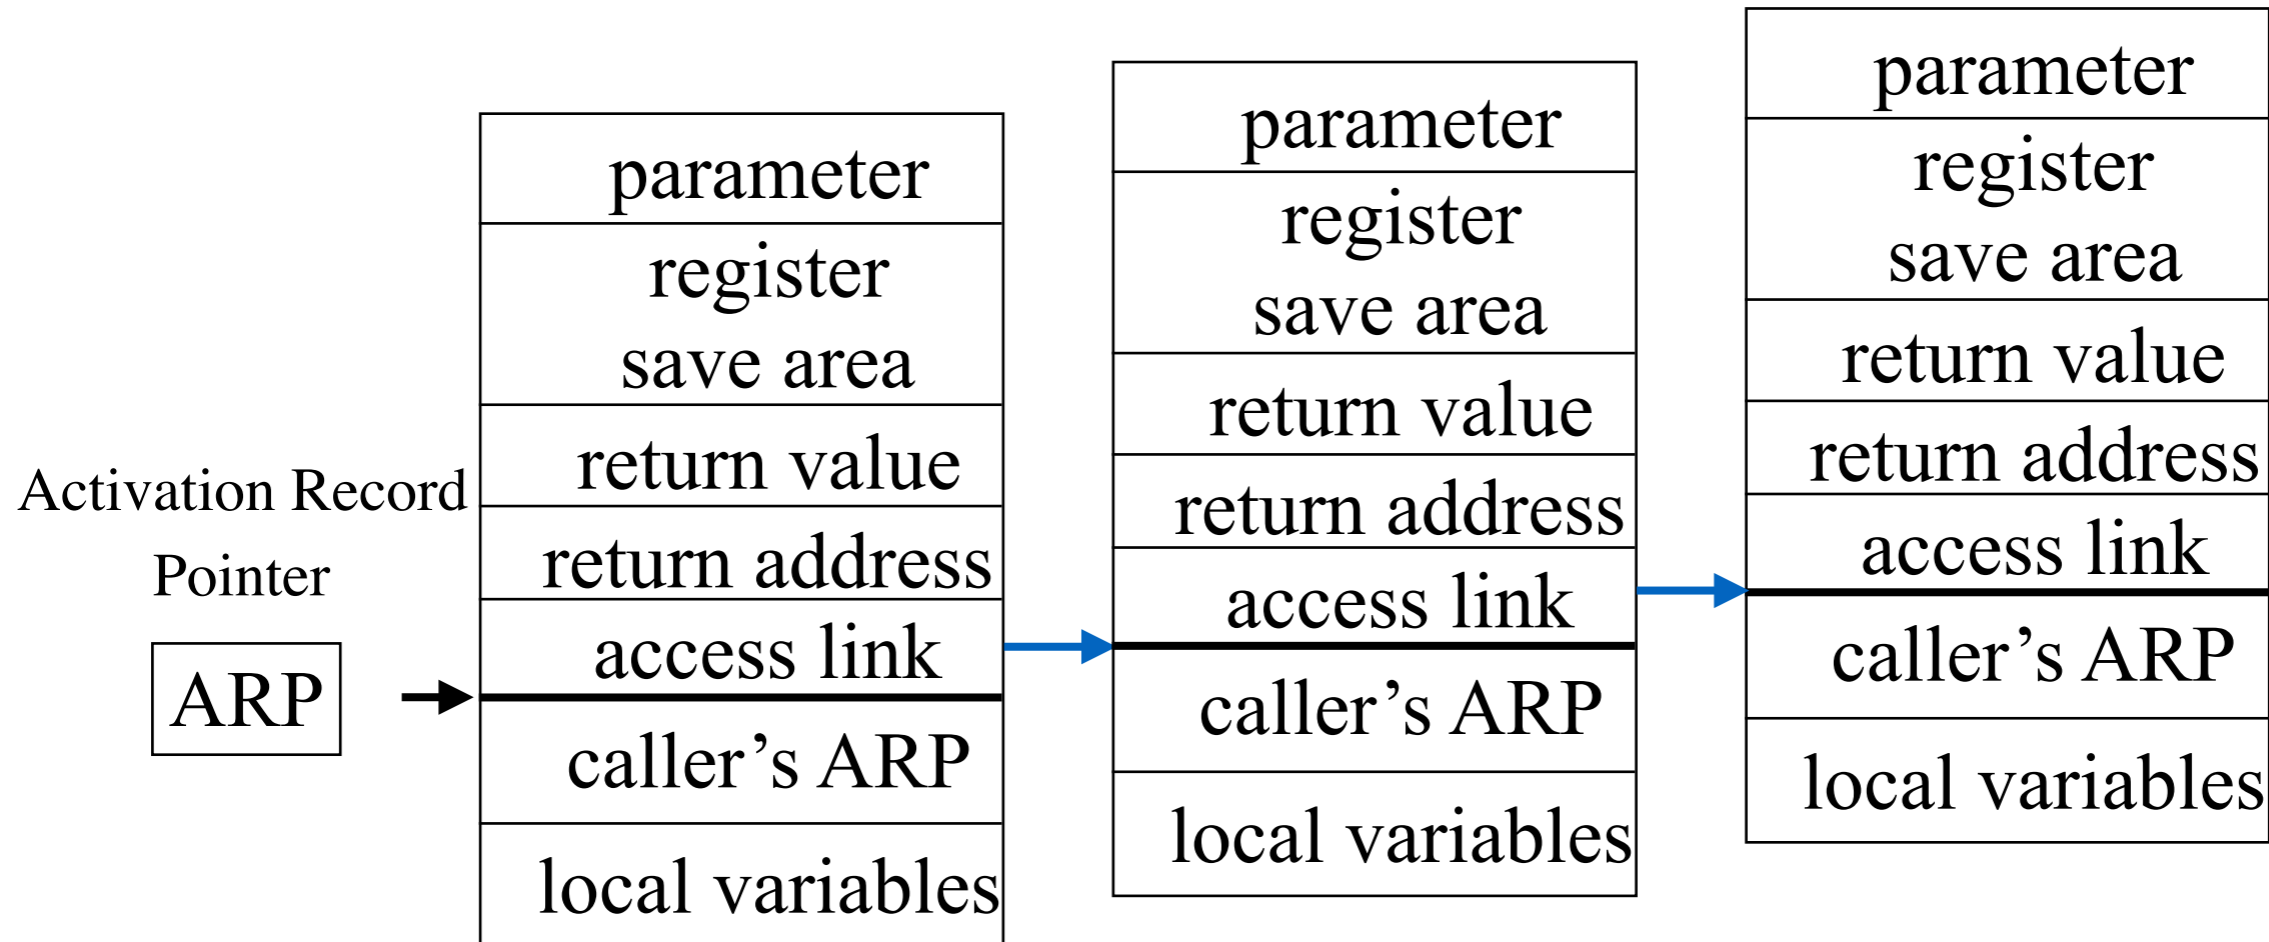 Activation Record
Pointer
ARP
parameter
register
save area
return value
return address
access link
caller’s ARP
local variables
parameter
register
save area
return value
return address
access link
caller’s ARP
local variables
parameter
register
save area
return value
return address
access link
caller’s ARP
local variables